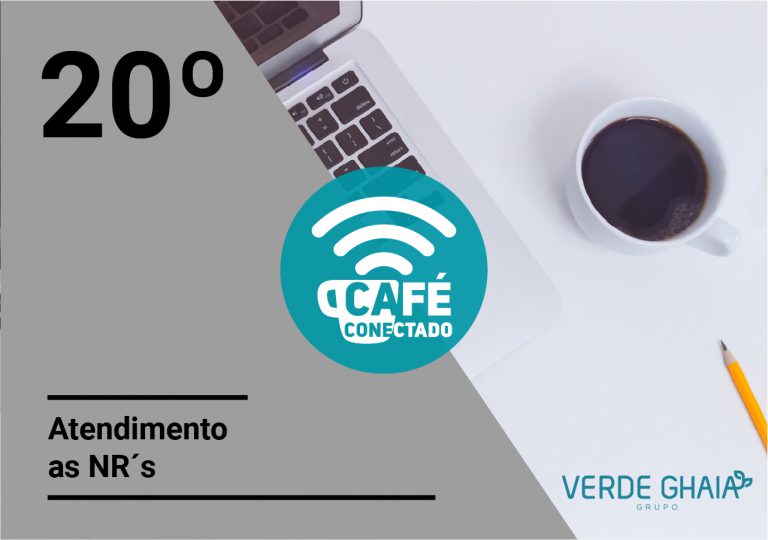 20º
CAFÉ
CONECTADO
Atendimento
as NR´s
VERDE GHAIA
GRUPO